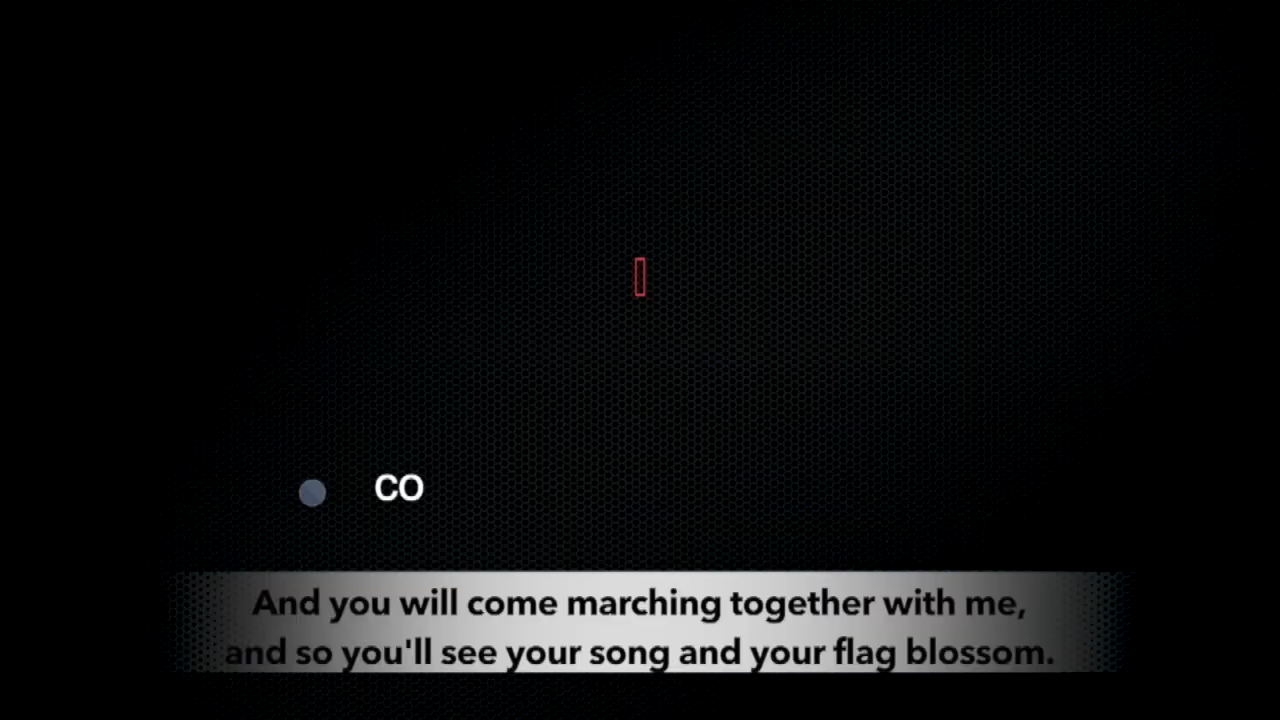 CO
And you will come marching together with me,
and so you'll see your song and your flag blossom.